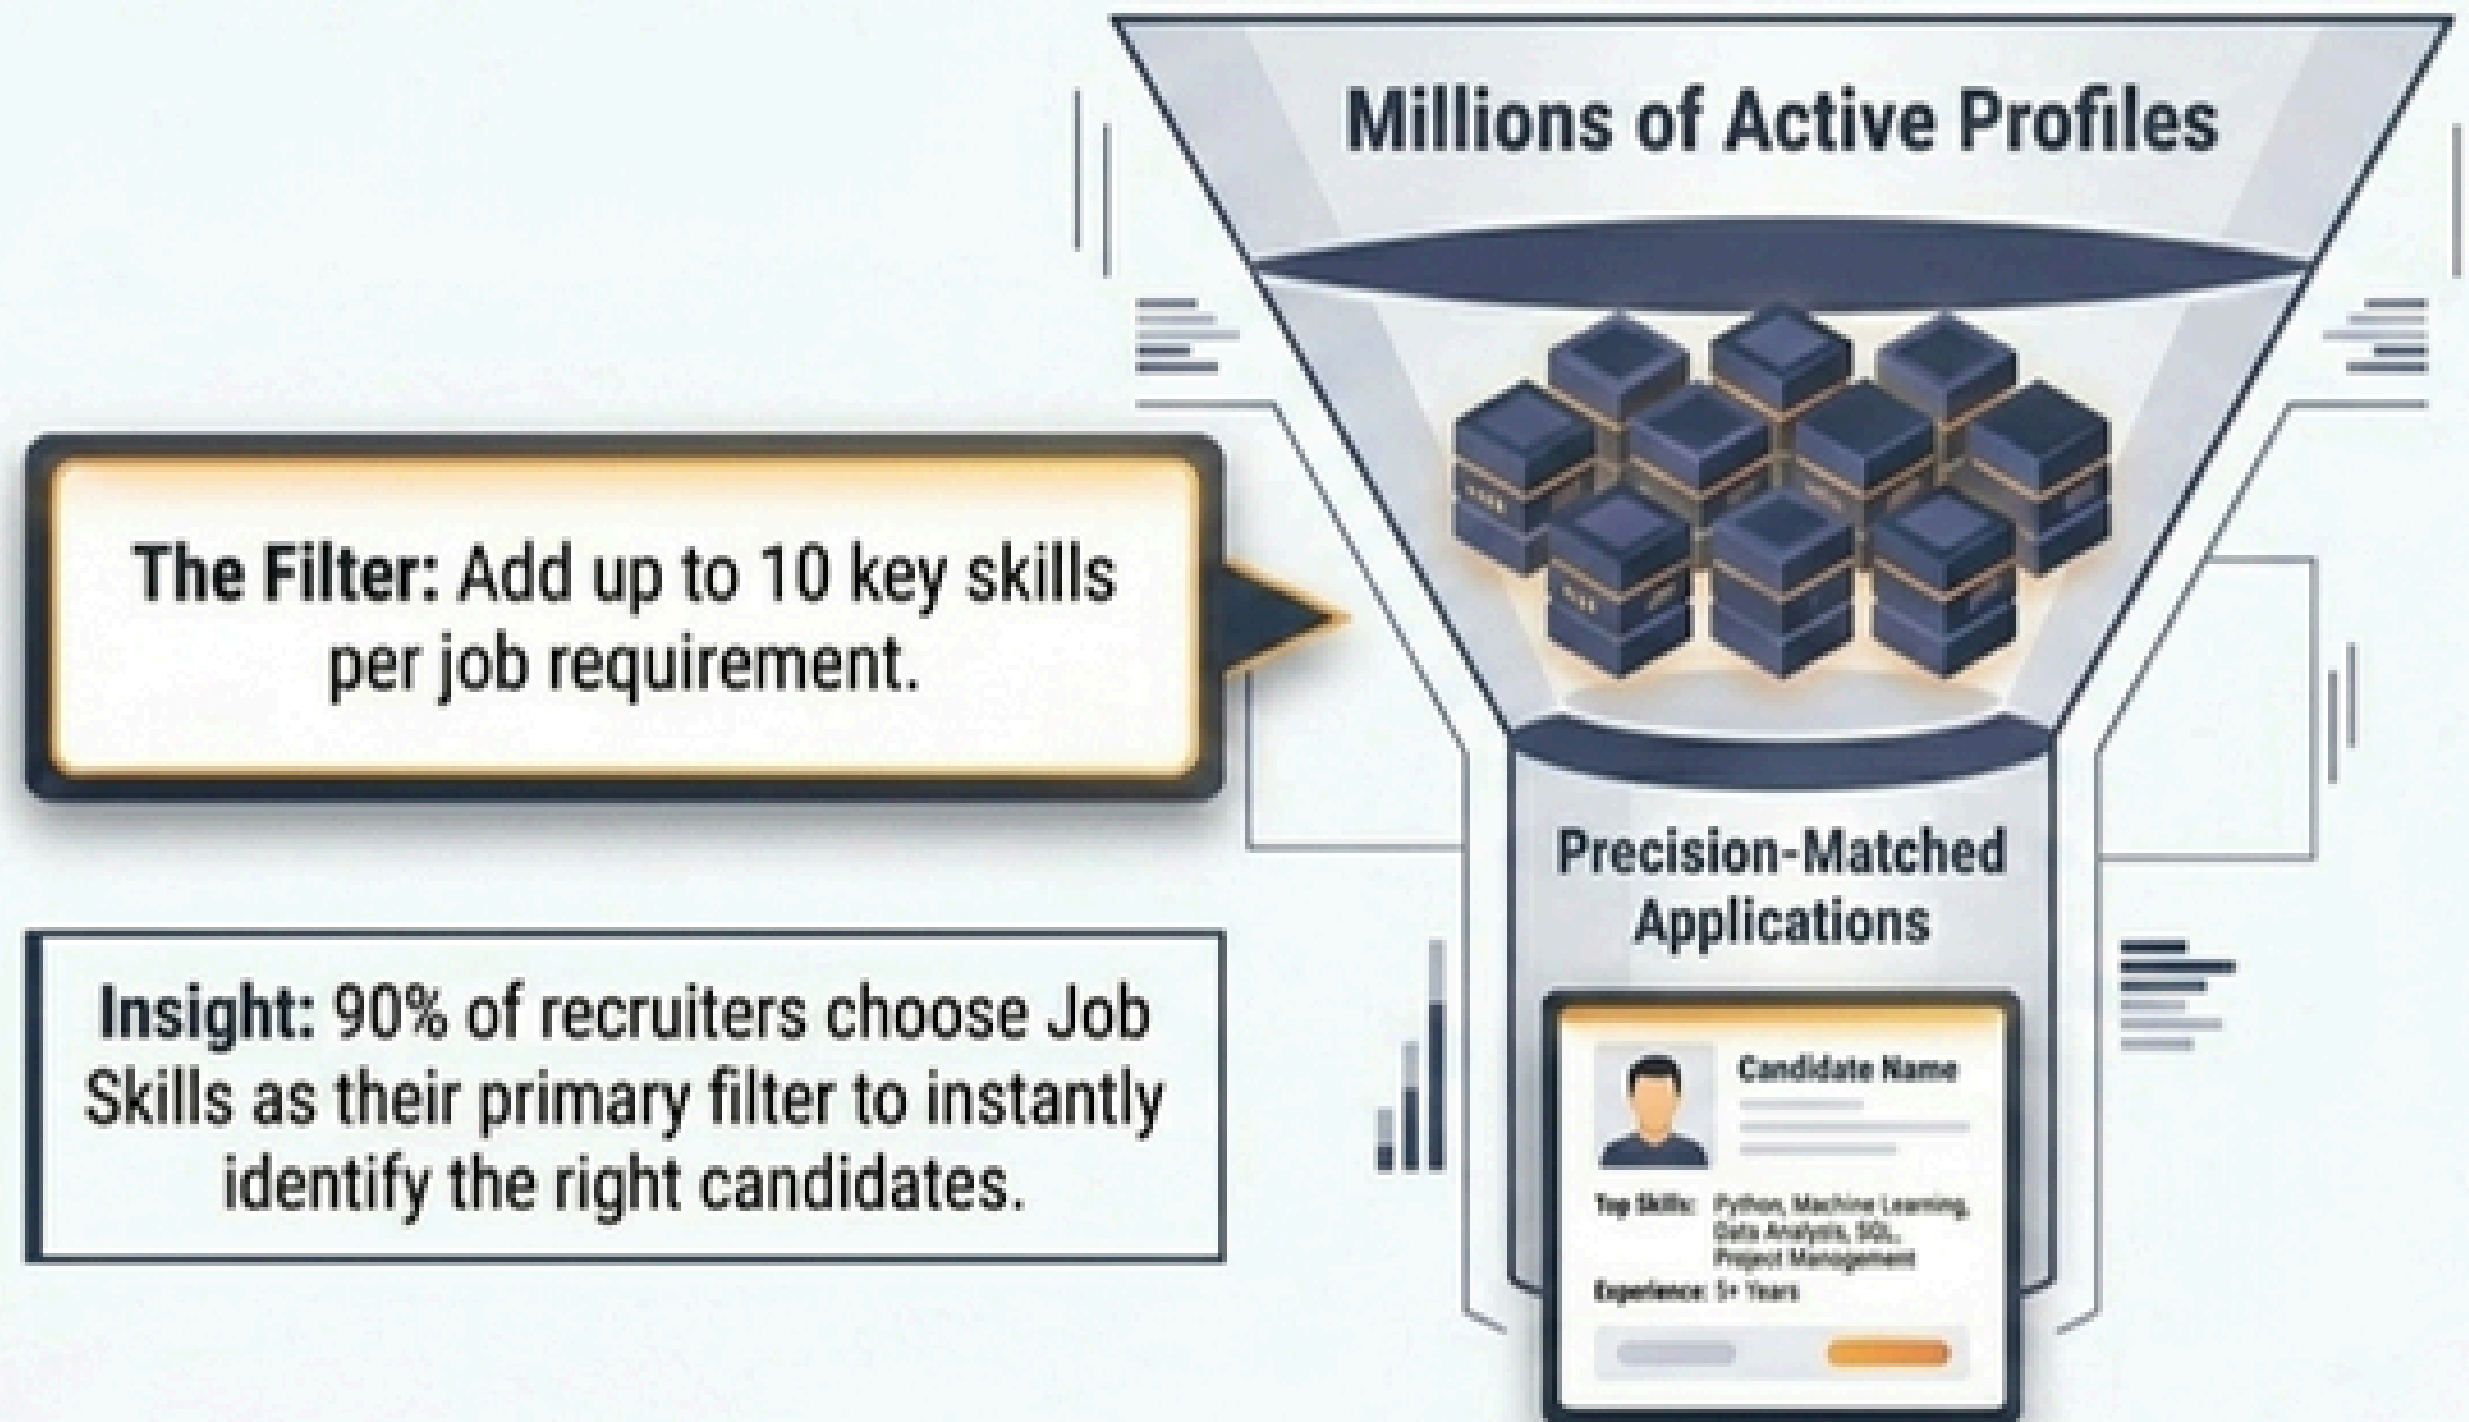 Millions of Active Profiles
The Filter: Add up to 10 key skills
per job requirement.
Precision-Matched
Applications
Insight: 90% of recruiters choose Job
Skills as their primary filter to instantly
identify the right candidates.
Candidate Name
Top Skills: Python, Machine Learning,
Data Analysis, SQL,
Project Management
Experience: 5+ Years